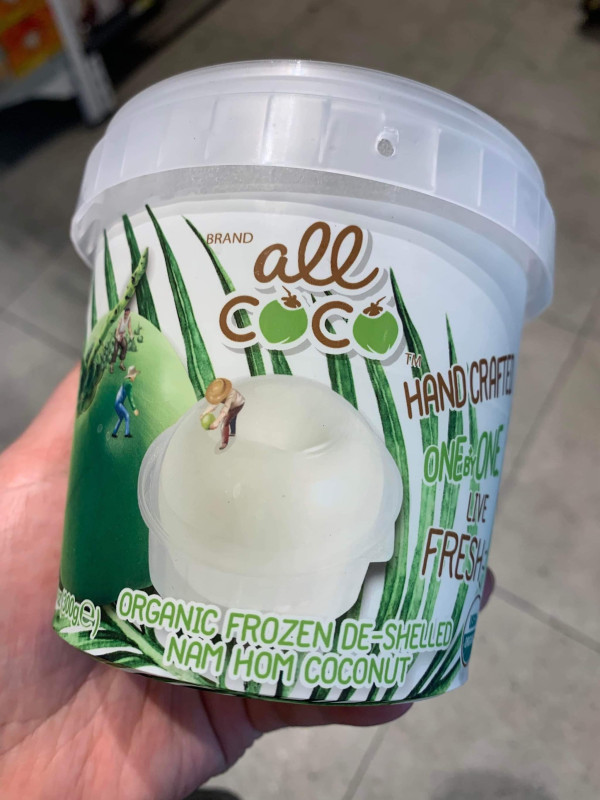 BRAND
all
COCO
TM
HAND CRAFTED
ONE BY ONE
LIVE
FRESH
ORGANIC FROZEN DE-SHELLED
NAM HOM COCONUT